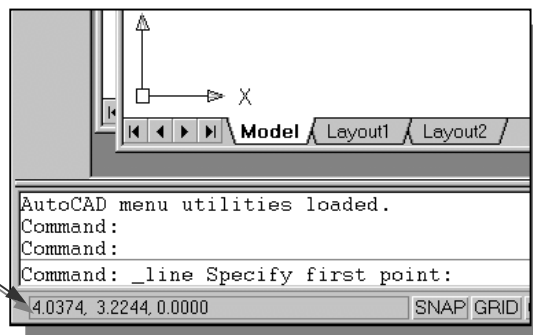 X
Model Layout1 Layout2
AutoCAD menu utilities loaded.
Command:
Command:
Command: _line Specify first point:
4.0374, 3.2244, 0.0000 SNAP GRID